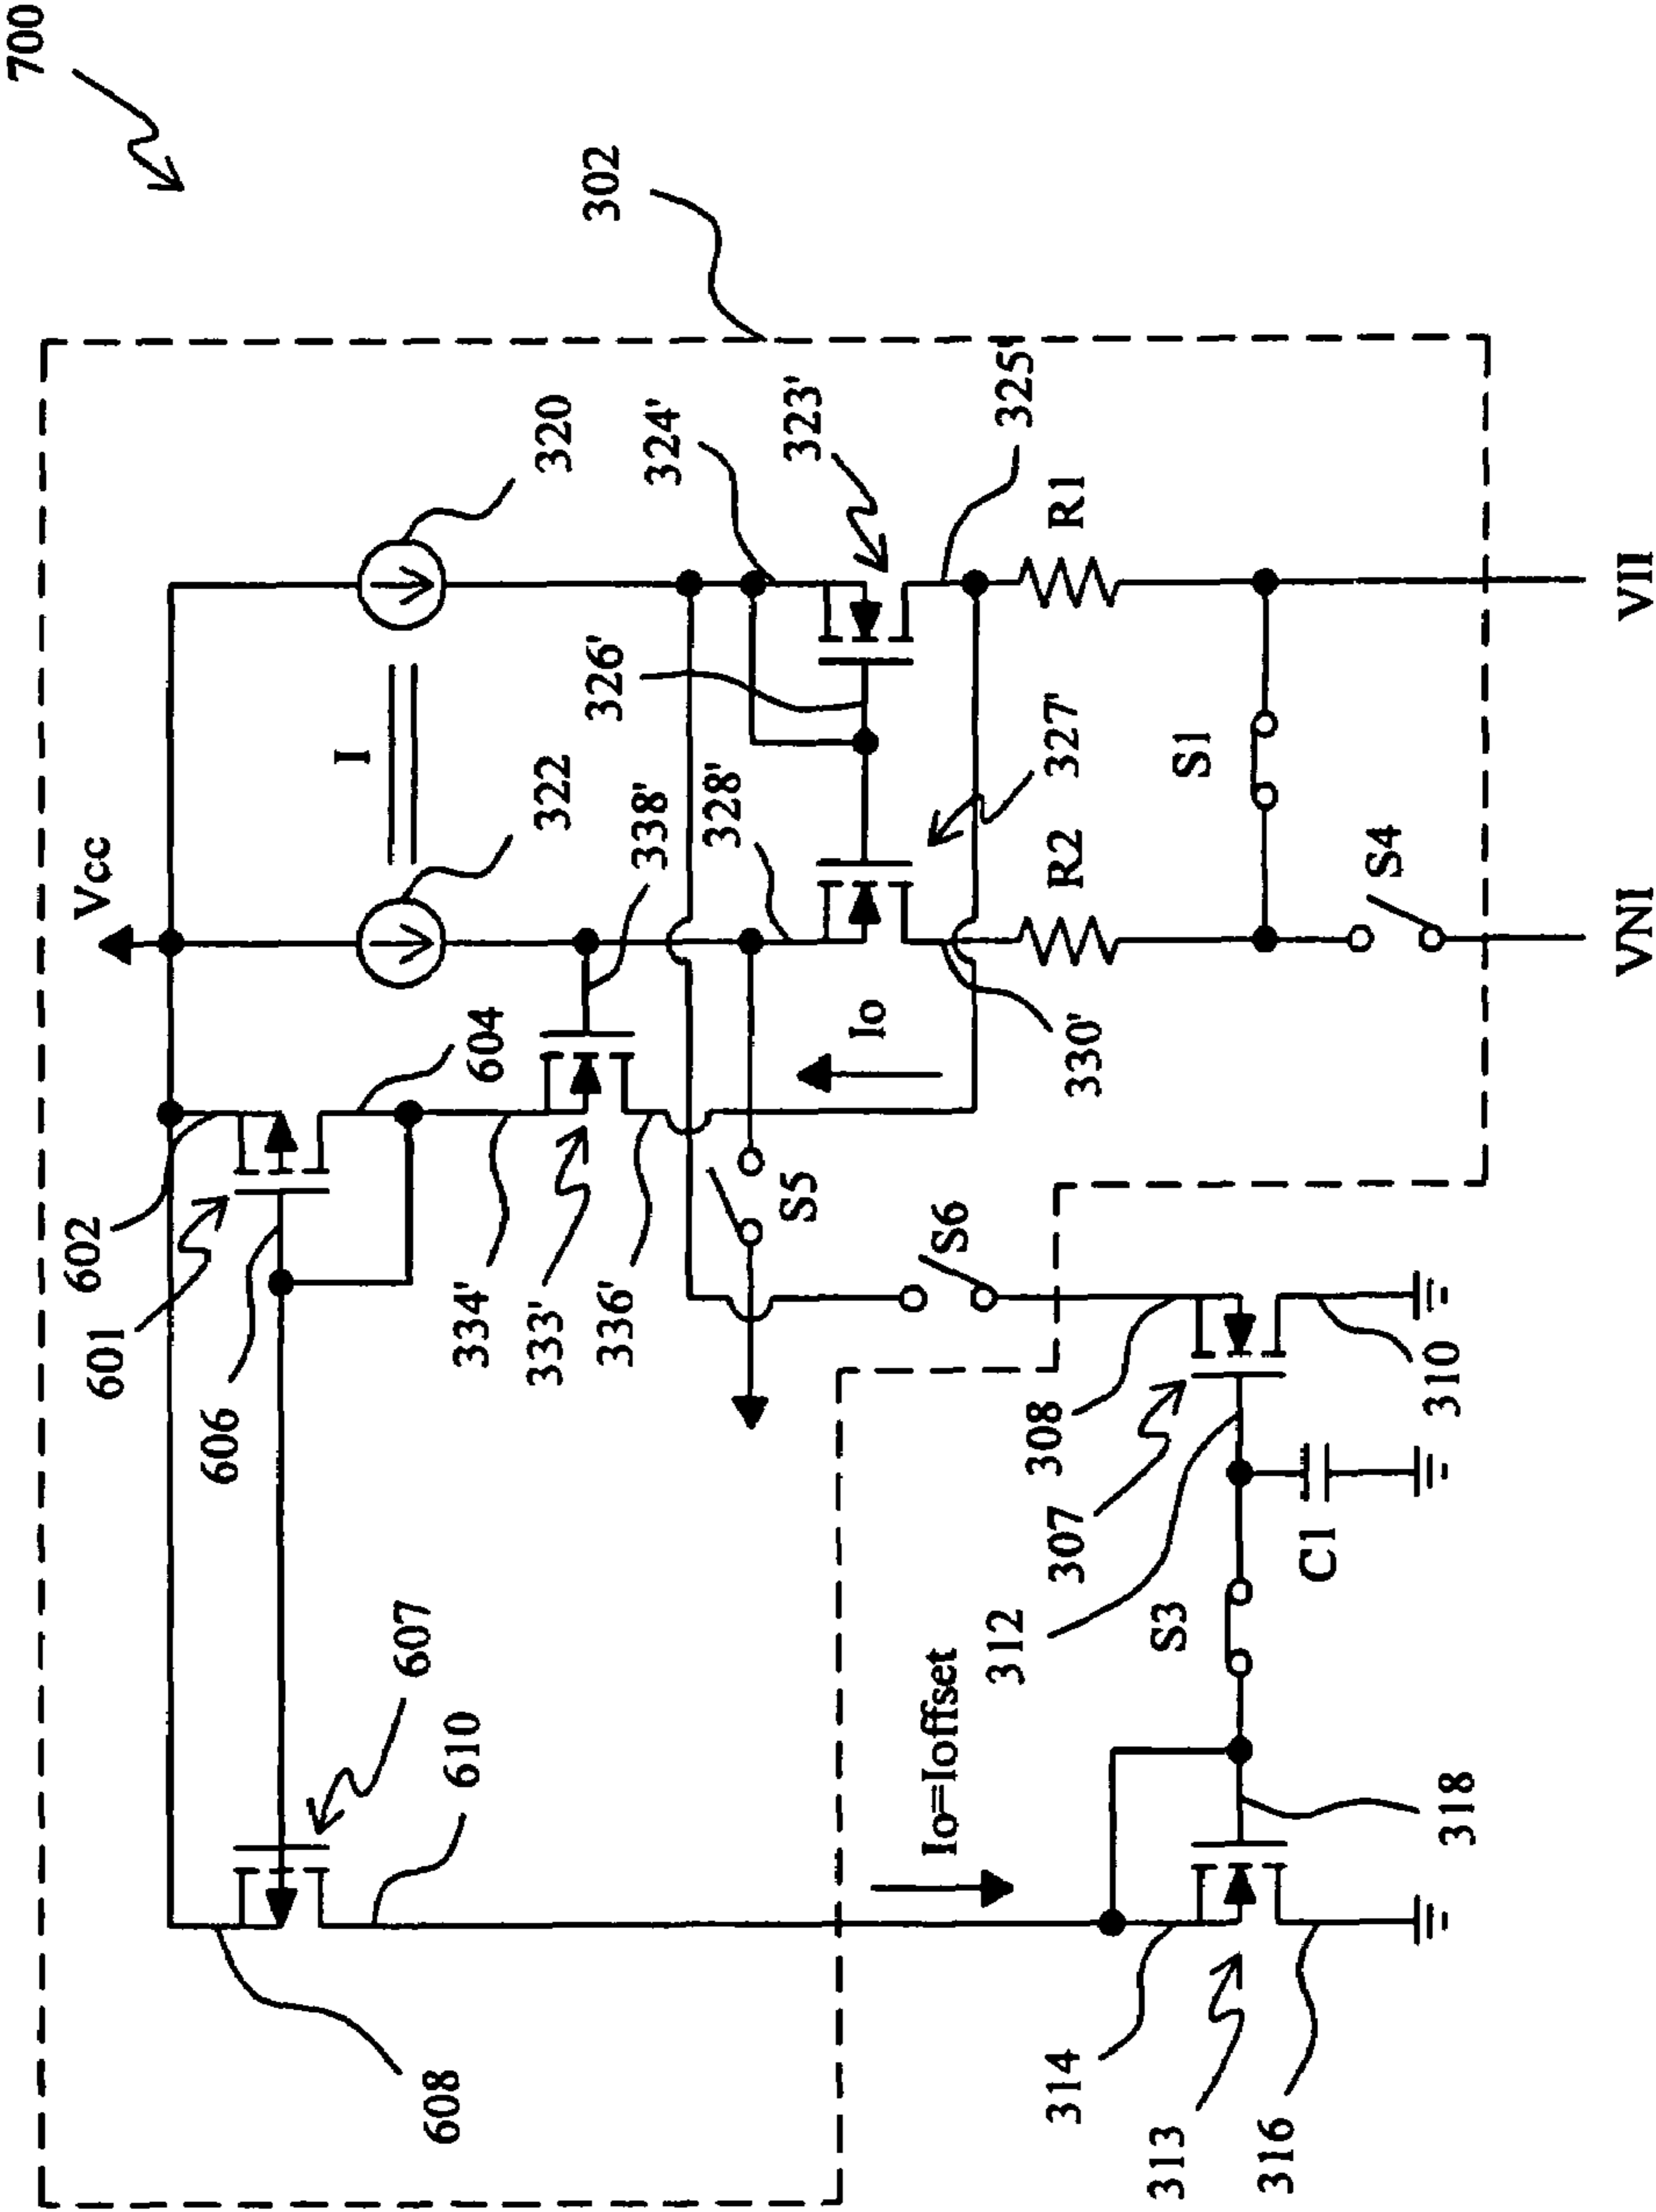 700
302
Vcc
I
320
322
324'
323'
325'
326'
338'
328'
327'
R1
R2
S1
S4
VII
VNI
602
601
606
604
334'
333'
336'
Io
330'
S5
S6
607
610
608
Io=Ioffset
308
307
312
310
C1
S3
314
313
316
318